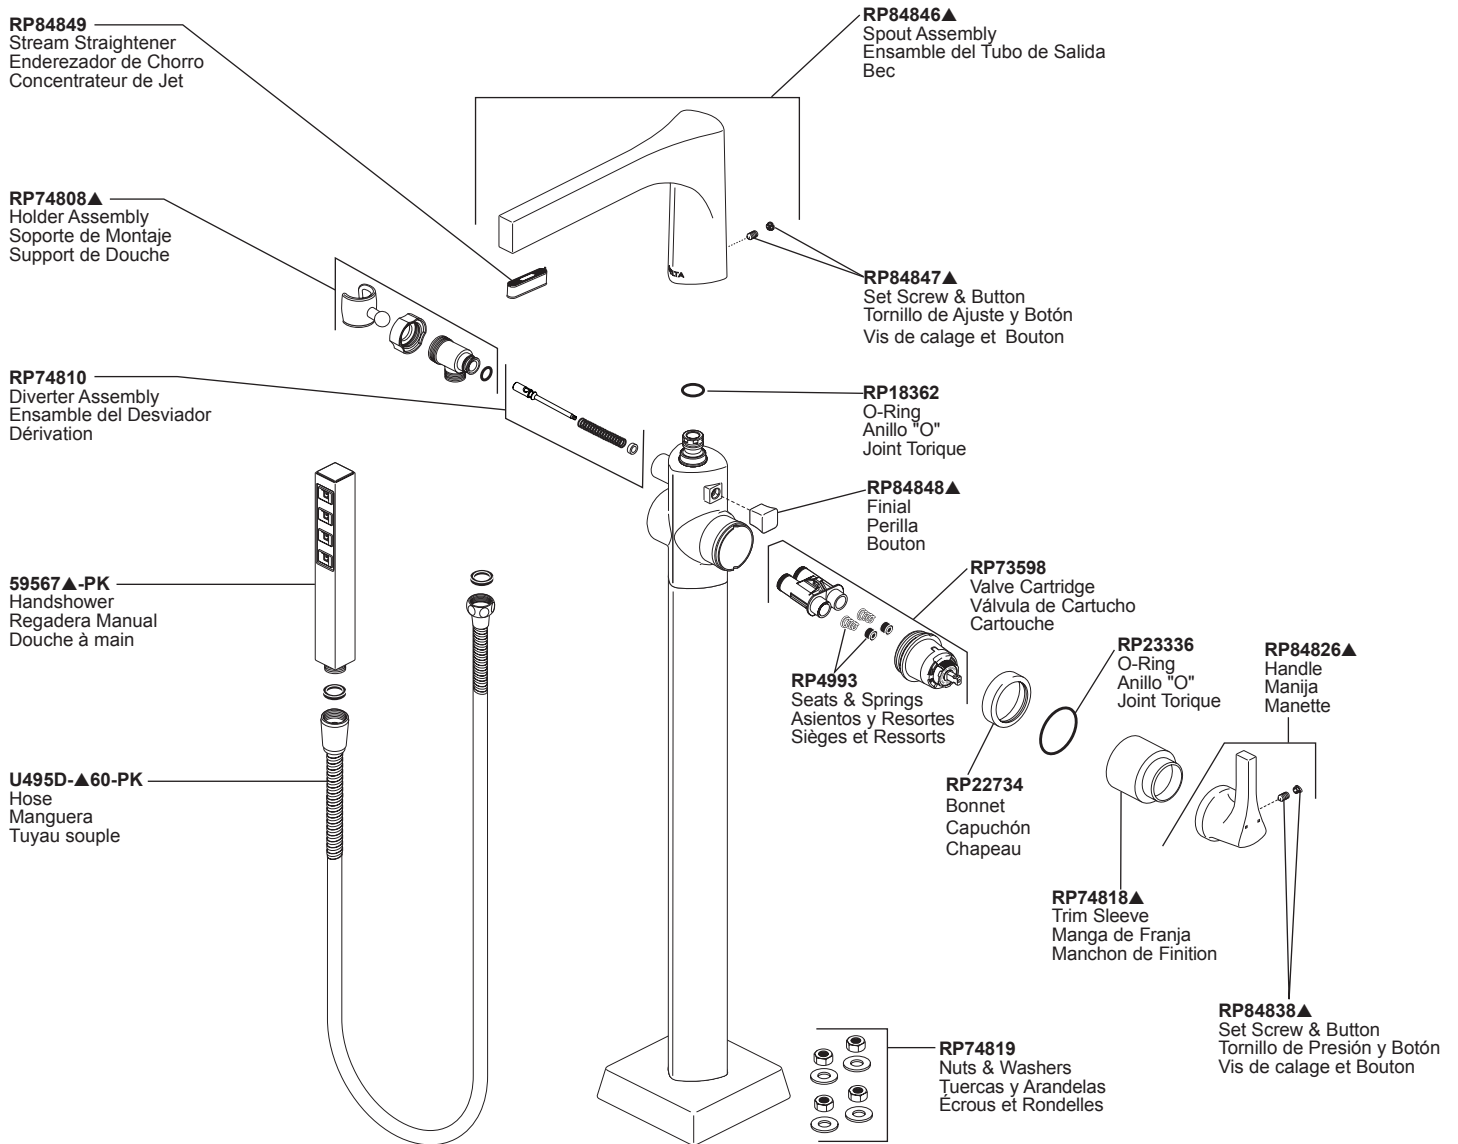 RP84849
Stream Straightener
Enderezador de Chorro
Concentrateur de Jet
RP84846▲
Spout Assembly
Ensamble del Tubo de Salida
Bec
RP74808▲
Holder Assembly
Soporte de Montaje
Support de Douche
RP84847▲
Set Screw & Button
Tornillo de Ajuste y Botón
Vis de calage et Bouton
RP74810
Diverter Assembly
Ensamble del Desviador
Dérivation
RP18362
O-Ring
Anillo "O"
Joint Torique
RP84848▲
Finial
Perilla
Bouton
59567▲-PK
Handshower
Regadera Manual
Douche à main
RP73598
Valve Cartridge
Válvula de Cartucho
Cartouche
RP4993
Seats & Springs
Asientos y Resortes
Sièges et Ressorts
RP23336
O-Ring
Anillo "O"
Joint Torique
RP84826▲
Handle
Manija
Manette
U495D-▲60-PK
Hose
Manguera
Tuyau souple
RP22734
Bonnet
Capuchón
Chapeau
RP74818▲
Trim Sleeve
Manga de Franja
Manchon de Finition
RP84838▲
Set Screw & Button
Tornillo de Presión y Botón
Vis de calage et Bouton
RP74819
Nuts & Washers
Tuercas y Arandelas
Écrous et Rondelles